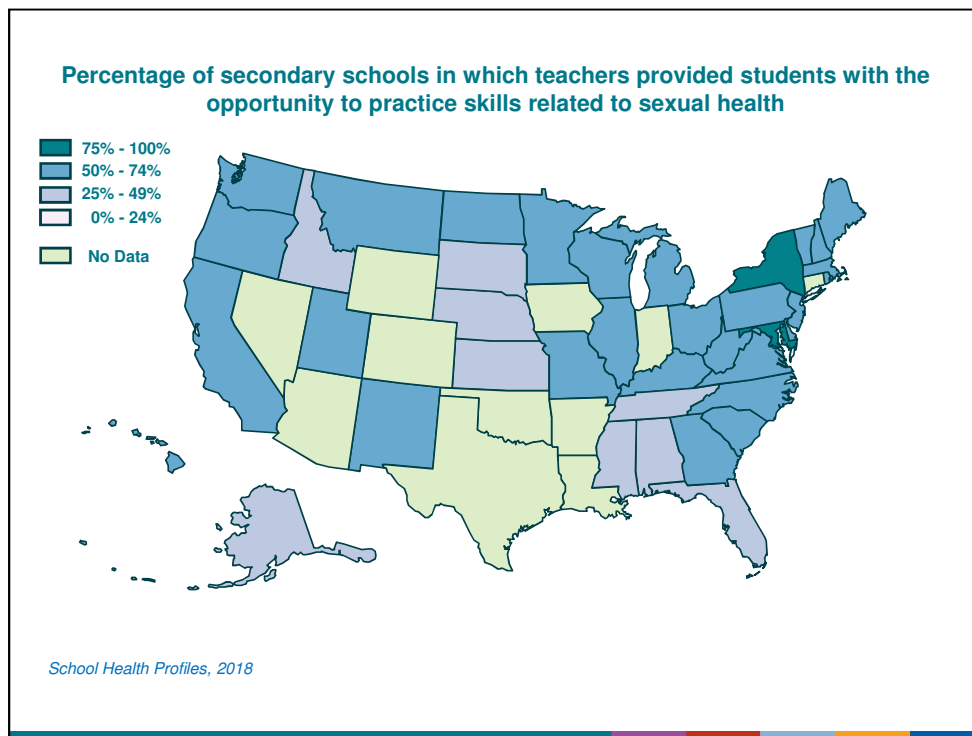 Percentage of secondary schools in which teachers provided students with the
opportunity to practice skills related to sexual health
75% - 100%
50% - 74%
25% - 49%
0% - 24%
No Data
School Health Profiles, 2018